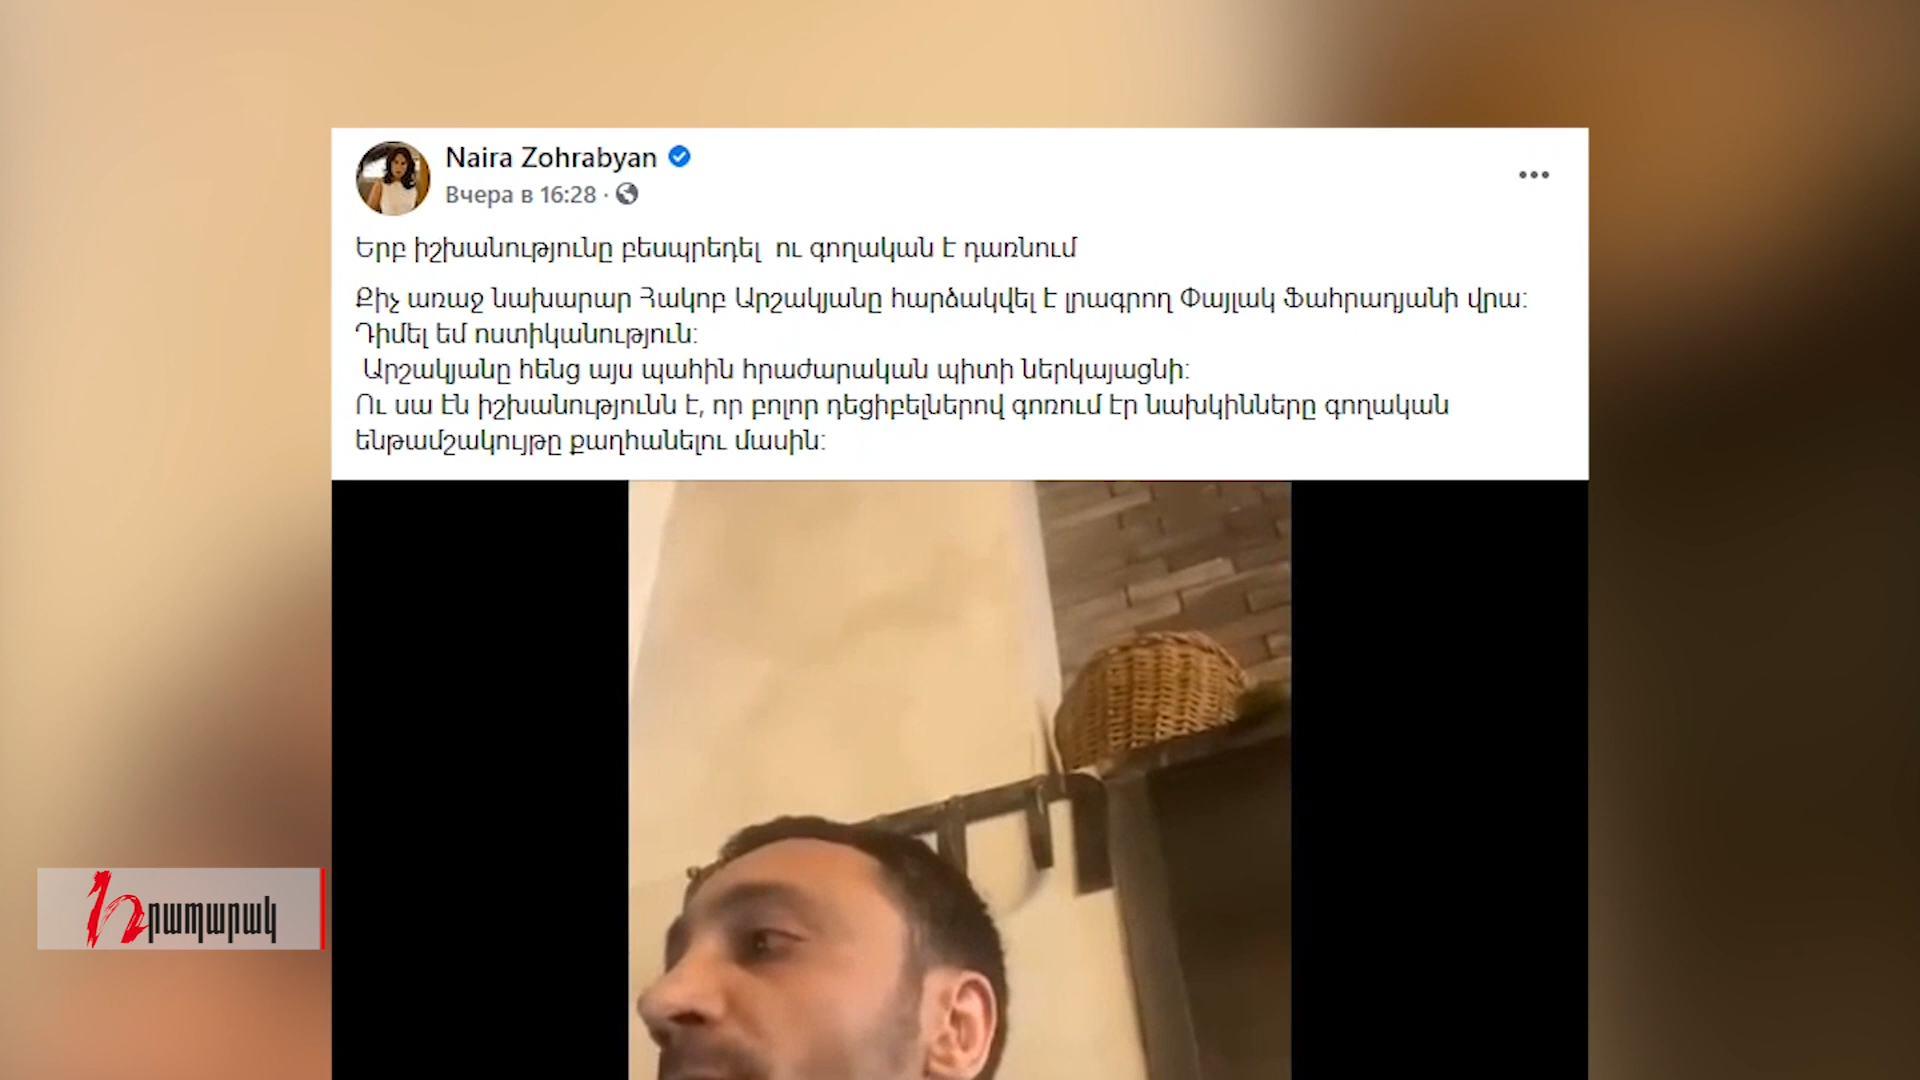 Naira Zohrabyan
Вчера в 16:28 ·
Երբ իշխանությունը բեսպրեդել ու գողական է դառնում
Քիչ առաջ նախարար Հակոբ Արշակյանը հարձակվել է լրագրող Փայլակ Ֆահրադյանի վրա:
Դիմել եմ ոստիկանություն:
Արշակյանը հենց այս պահին հրաժարական պիտի ներկայացնի:
Ու սա էն իշխանությունն է, որ բոլոր դեցիբելներով գոռում էր նախկինները գողական
ենթամշակույթը քաղհանելու մասին:
Հրապարակ